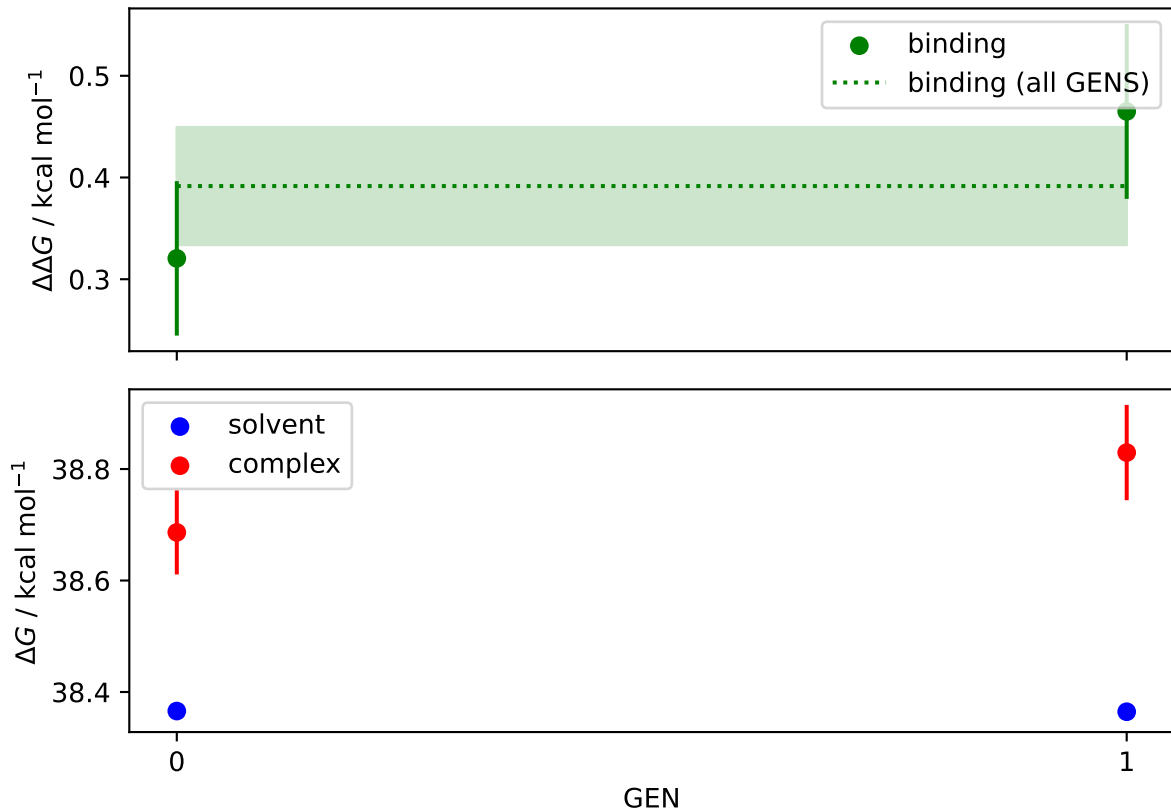 binding
binding (all GENS)
0.5
0.4
0.3
ΔΔG / kcal mol⁻¹
solvent
complex
38.8
38.6
38.4
ΔG / kcal mol⁻¹
0
1
GEN